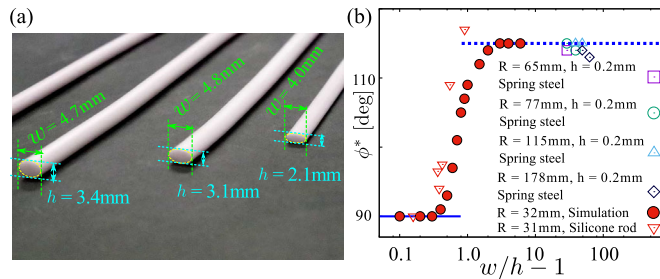 (a)
w = 4.7mm
w = 4.8mm
w = 4.0mm
h = 3.4mm
h = 3.1mm
h = 2.1mm
(b)
110
90
ϕ* [deg]
R = 65mm, h = 0.2mm
Spring steel
R = 77mm, h = 0.2mm
Spring steel
R = 115mm, h = 0.2mm
Spring steel
R = 178mm, h = 0.2mm
Spring steel
R = 32mm, Simulation
R = 31mm, Silicone rod
0.1 1.0 10 100
w/h − 1